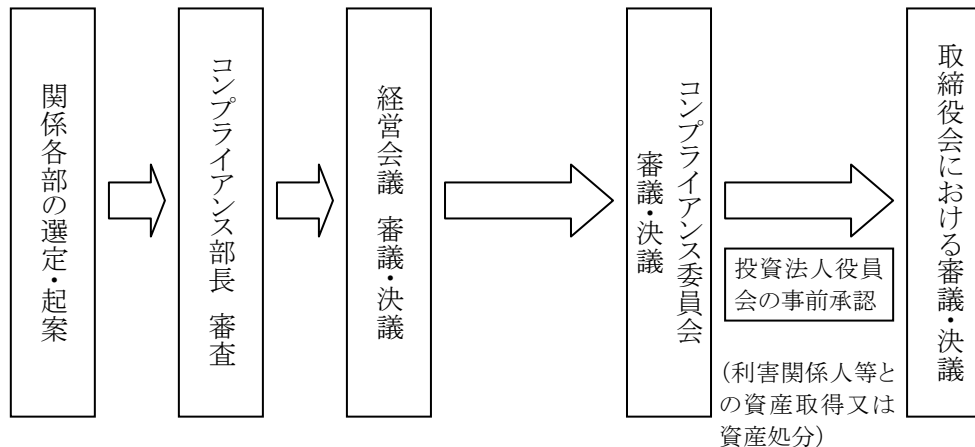 関係各部の選定・起案
コンプライアンス部長 審査
経営会議 審議・決議
コンプライアンス委員会
審議・決議
投資法人役員
会の事前承認
（利害関係人等と
の資産取得又は
資産処分）
取締役会における審議・決議